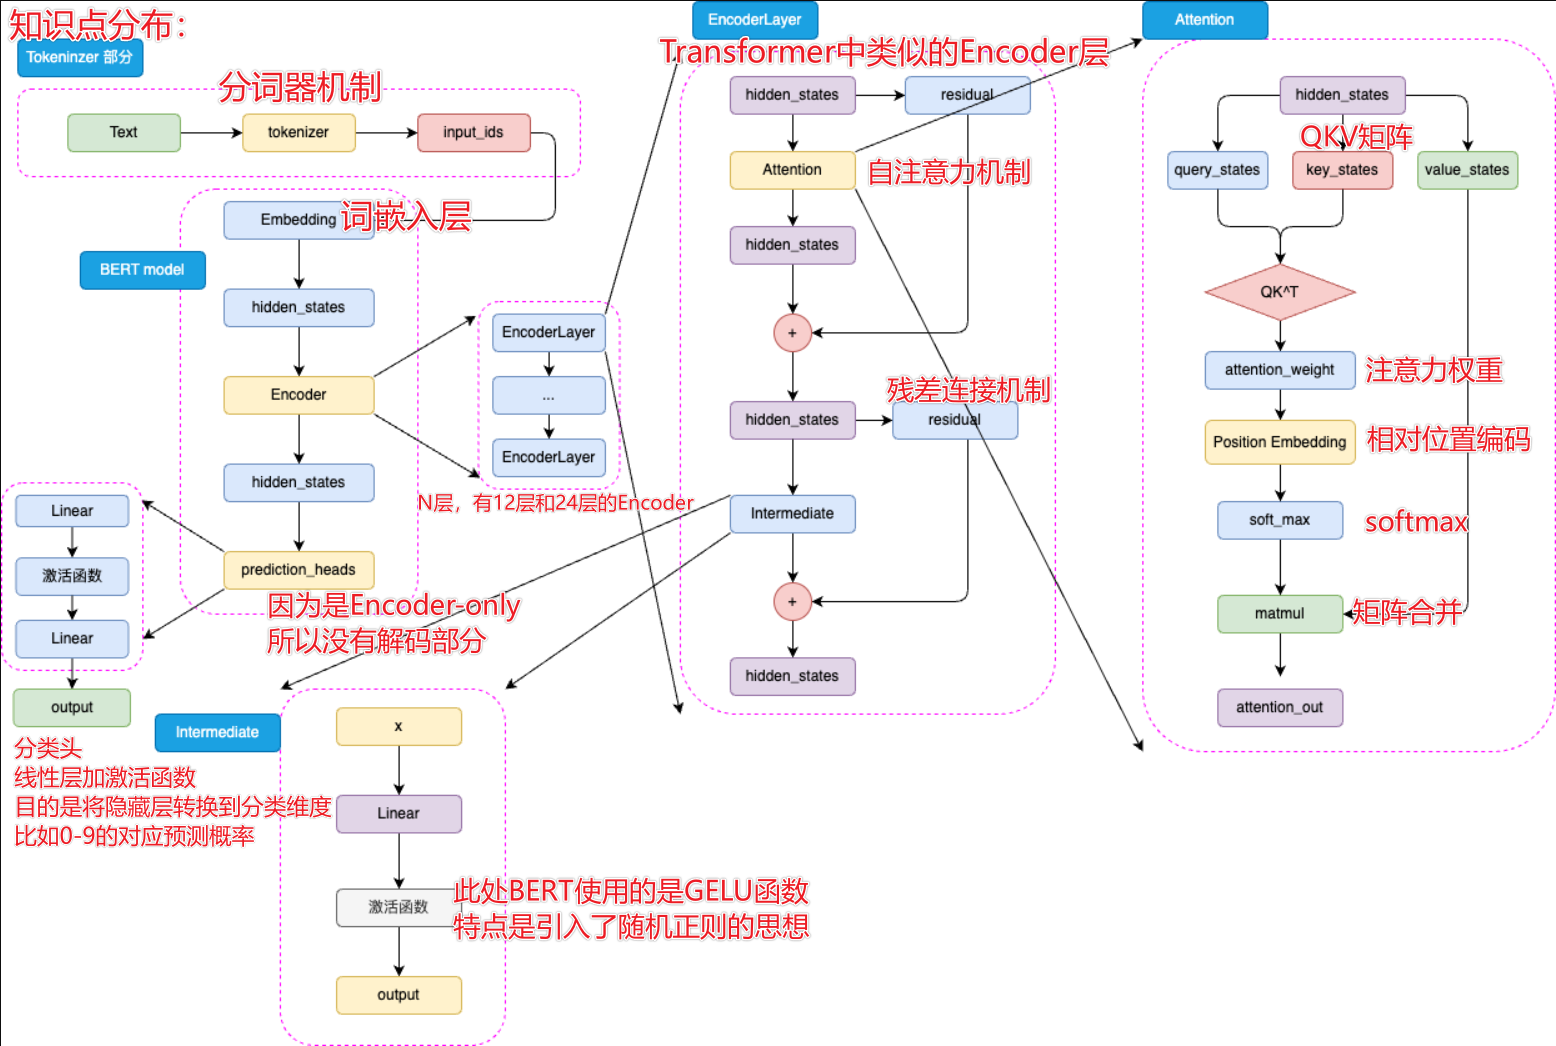 知识点分布：
Tokeninzer 部分
分词器机制
Text
tokenizer
input_ids
BERT model
Embedding
词嵌入层
hidden_states
Encoder
hidden_states
prediction_heads
因为是Encoder-only
所以没有解码部分
EncoderLayer
...
EncoderLayer
N层，有12层和24层的Encoder
Linear
激活函数
Linear
output
分类头
线性层加激活函数
目的是将隐藏层转换到分类维度
比如0-9的对应预测概率
Intermediate
x
Linear
激活函数
此处BERT使用的是GELU函数
特点是引入了随机正则的思想
output
EncoderLayer
Transformer中类似的Encoder层
hidden_states
residual
Attention
自注意力机制
hidden_states
+
残差连接机制
hidden_states
residual
Intermediate
+
hidden_states
Attention
hidden_states
QKV矩阵
query_states
key_states
value_states
QK^T
attention_weight
注意力权重
Position Embedding
相对位置编码
soft_max
softmax
matmul
矩阵合并
attention_out